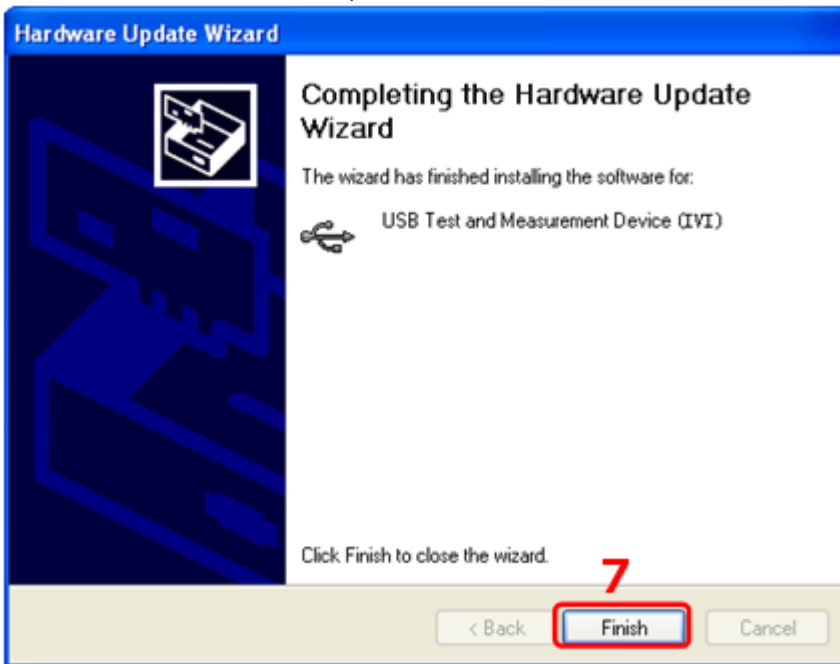 Hardware Update Wizard
Completing the Hardware Update
Wizard
The wizard has finished installing the software for:
USB Test and Measurement Device (IVI)
Click Finish to close the wizard.
7
< Back Finish Cancel